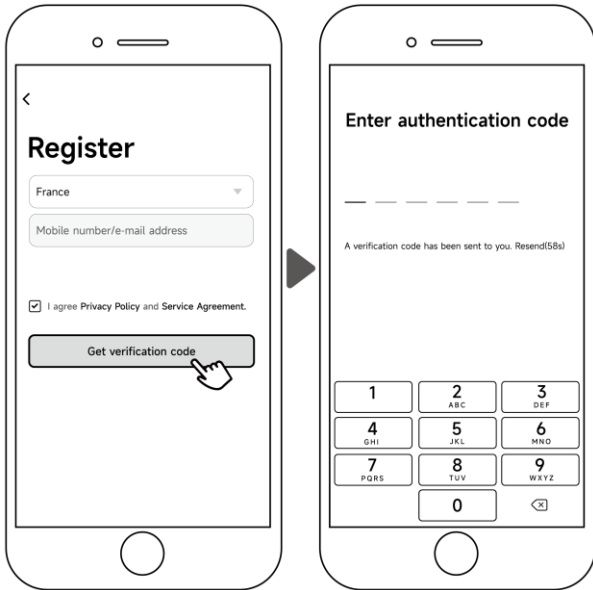 Register
France
Mobile number/e-mail address
I agree Privacy Policy and Service Agreement.
Get verification code
Enter authentication code
A verification code has been sent to you. Resend(58s)
1 2 3
ABC DEF
4 5 6
GHI JKL MNO
7 8 9
PQRS TUV WXYZ
0